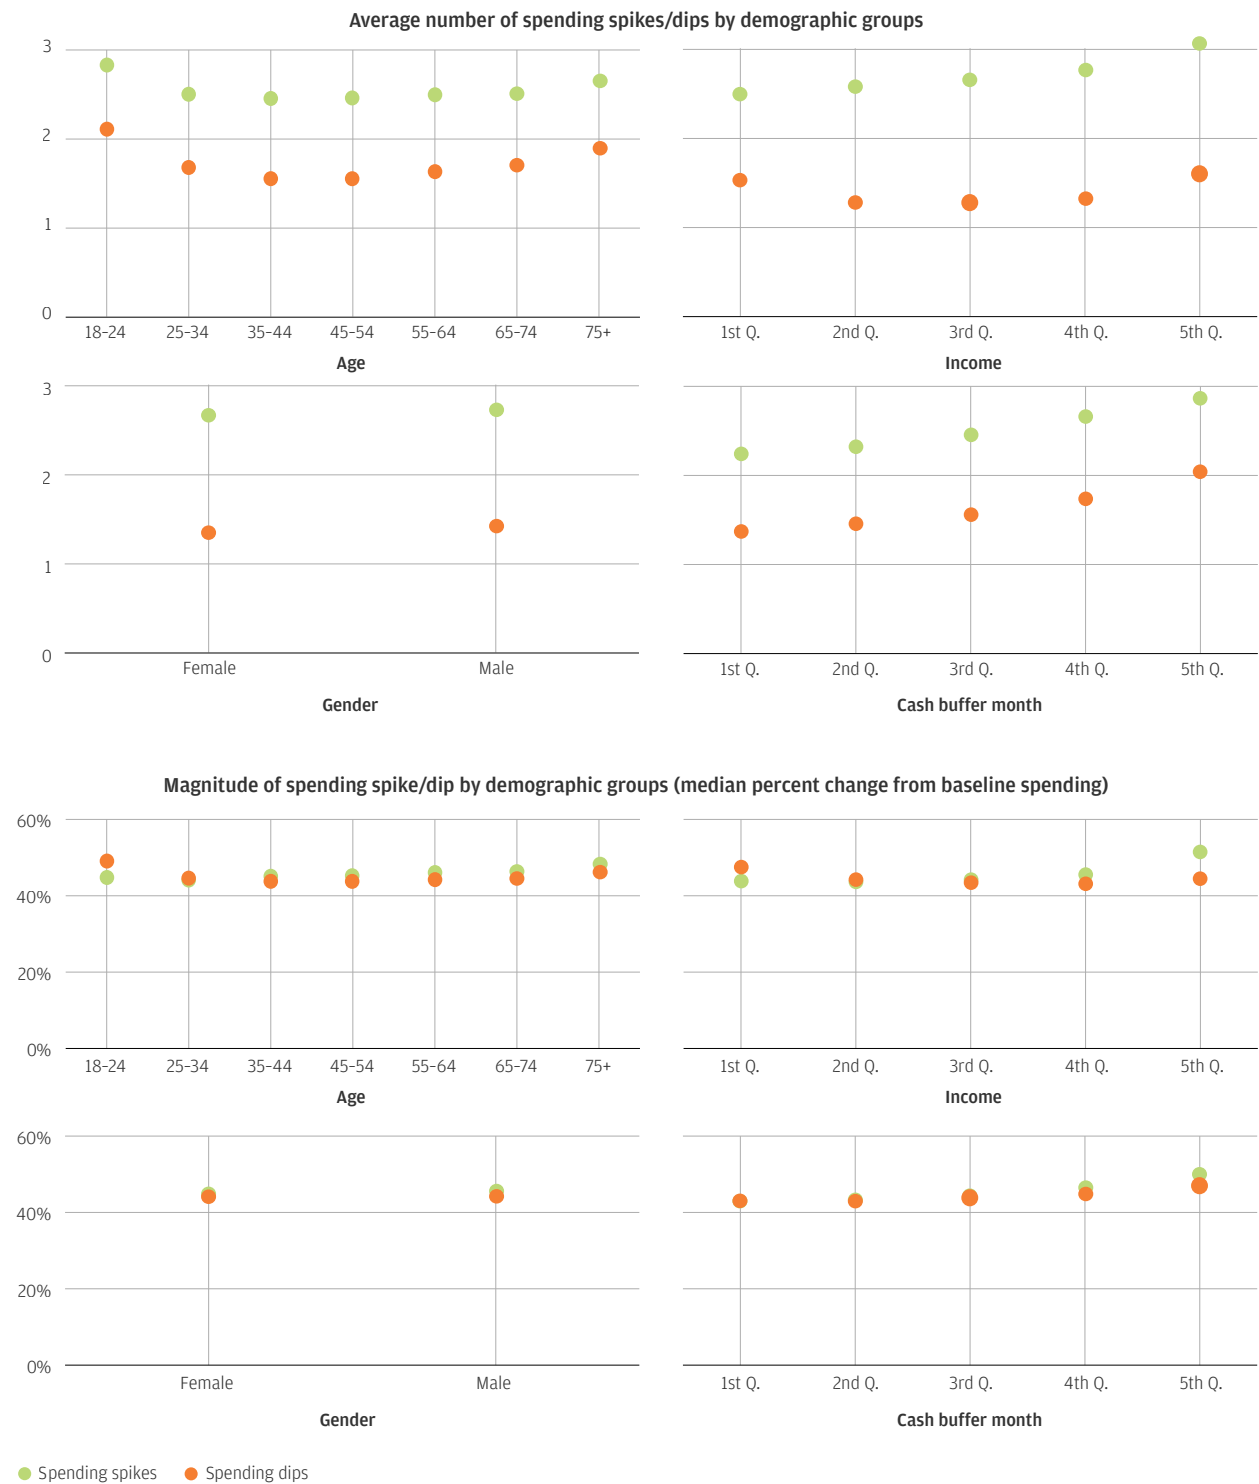 Average number of spending spikes/dips by demographic groups
3
2
1
0
18–24 25–34 35–44 45–54 55–64 65–74 75+
Age
1st Q. 2nd Q. 3rd Q. 4th Q. 5th Q.
Income
3
2
1
0
Female Male
Gender
1st Q. 2nd Q. 3rd Q. 4th Q. 5th Q.
Cash buffer month
Magnitude of spending spike/dip by demographic groups (median percent change from baseline spending)
60%
40%
20%
0%
18–24 25–34 35–44 45–54 55–64 65–74 75+
Age
1st Q. 2nd Q. 3rd Q. 4th Q. 5th Q.
Income
60%
40%
20%
0%
Female Male
Gender
1st Q. 2nd Q. 3rd Q. 4th Q. 5th Q.
Cash buffer month
Spending spikes Spending dips